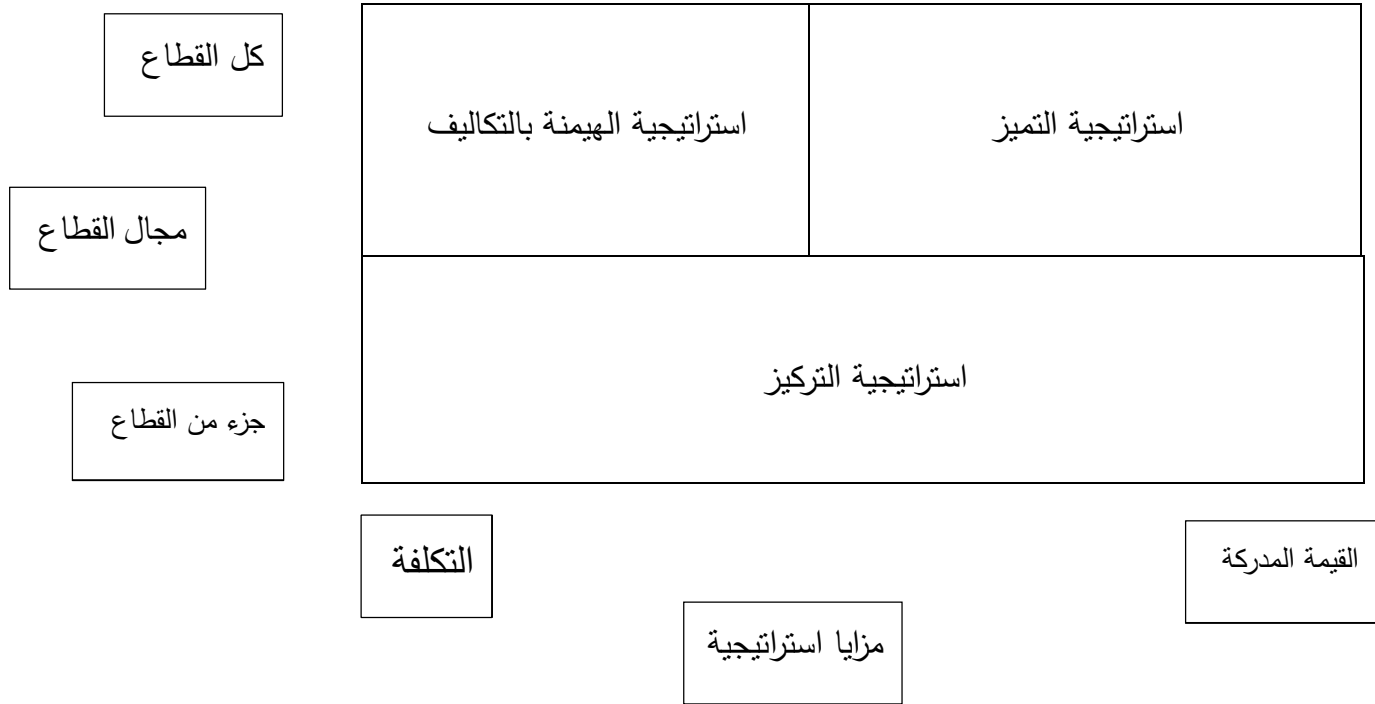 كل القطاع
استراتيجية التميز
استراتيجية الهيمنة بالتكاليف
مجال القطاع
استراتيجية التركيز
جزء من القطاع
القيمة المدركة
التكلفة
مزايا استراتيجية